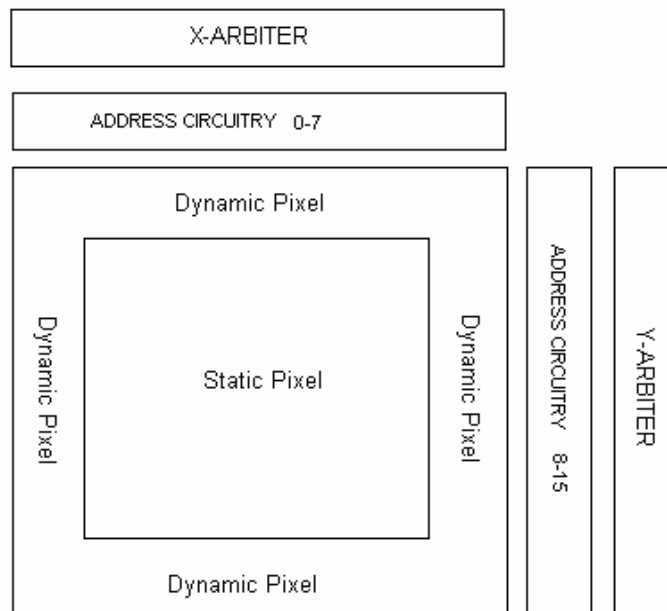 X-ARBITER
ADDRESS CIRCUITRY 0-7
Dynamic Pixel
Dynamic Pixel
Static Pixel
Dynamic Pixel
ADDRESS CIRCUITRY 8-15
Y-ARBITER
Dynamic Pixel